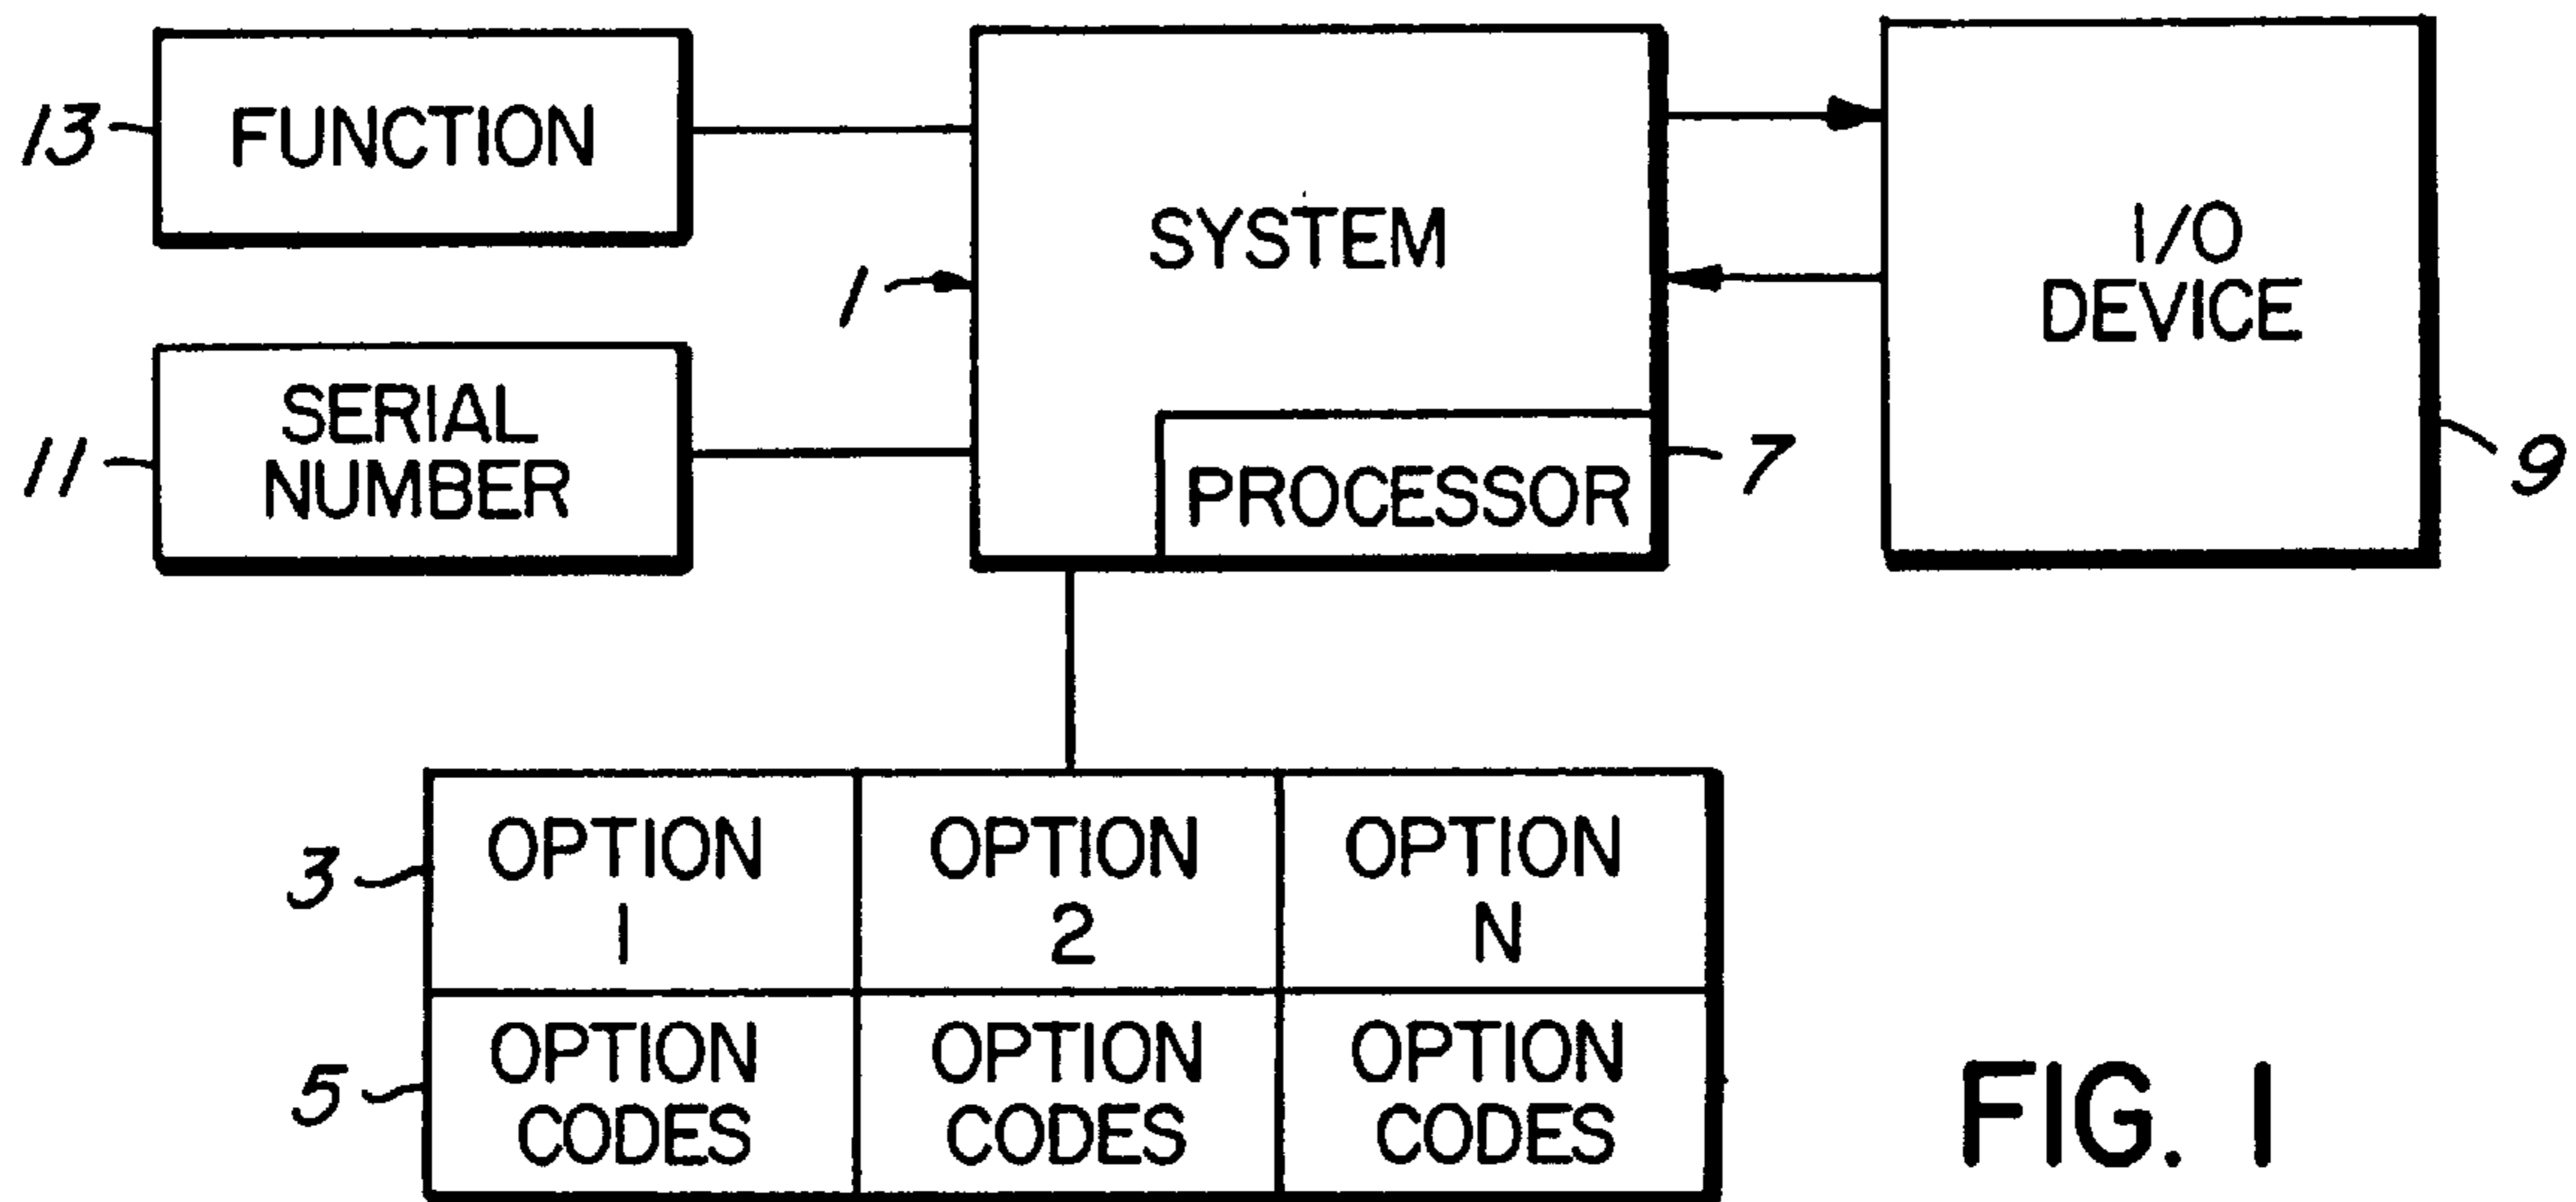 13
FUNCTION
11
SERIAL
NUMBER
1
SYSTEM
PROCESSOR
7
I/O
DEVICE
9
3
OPTION
1
OPTION
2
OPTION
N
5
OPTION
CODES
OPTION
CODES
OPTION
CODES
FIG. 1